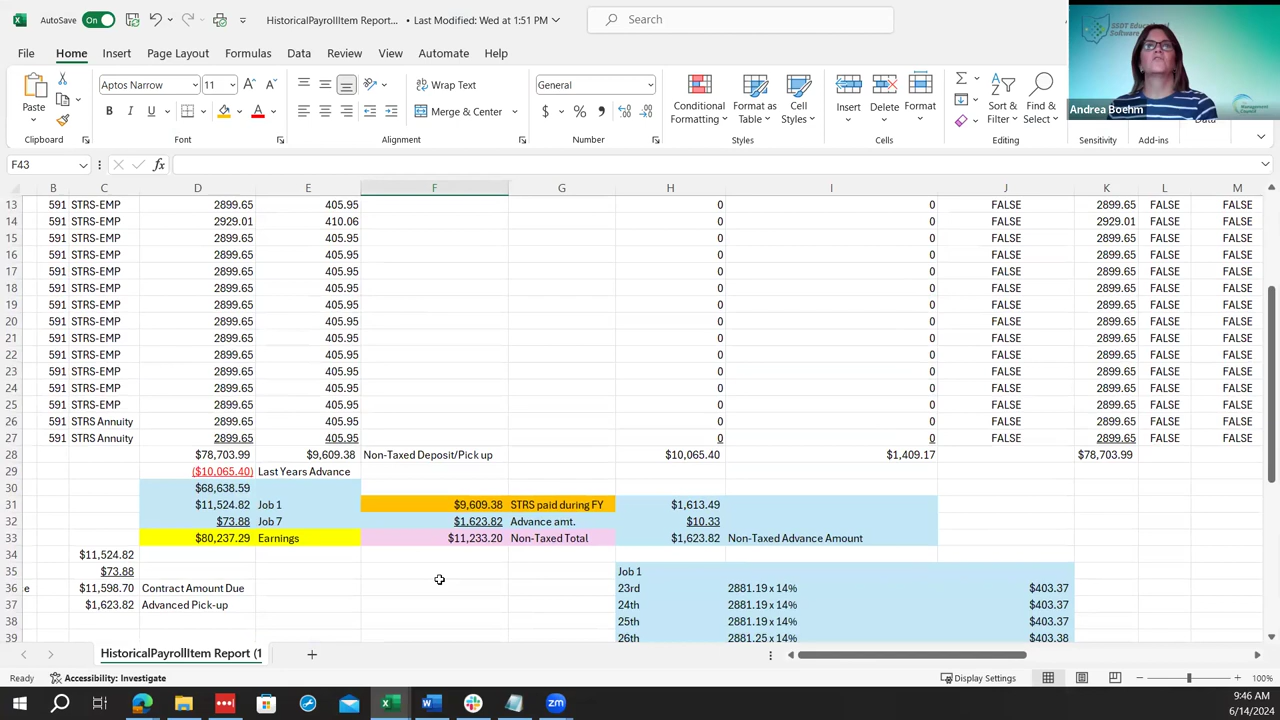 AutoSave On HistoricalPayrollItem Report... • Last Modified: Wed at 1:51 PM Search
File Home Insert Page Layout Formulas Data Review View Automate Help
SSDT Educational Software
Andrea Boehm
Management Council
Paste Aptos Narrow 11 Wrap Text General Conditional Formatting Format as Table Cell Styles Insert Delete Format Sort & Filter Find & Select Data
B I U Merge & Center
Clipboard Font Alignment Number Styles Cells Editing Sensitivity Add-ins
F43 fx
B C D E F G H I J K L M
13 591 STRS-EMP 2899.65 405.95 0 0 FALSE 2899.65 FALSE FALSE
14 591 STRS-EMP 2929.01 410.06 0 0 FALSE 2929.01 FALSE FALSE
15 591 STRS-EMP 2899.65 405.95 0 0 FALSE 2899.65 FALSE FALSE
16 591 STRS-EMP 2899.65 405.95 0 0 FALSE 2899.65 FALSE FALSE
17 591 STRS-EMP 2899.65 405.95 0 0 FALSE 2899.65 FALSE FALSE
18 591 STRS-EMP 2899.65 405.95 0 0 FALSE 2899.65 FALSE FALSE
19 591 STRS-EMP 2899.65 405.95 0 0 FALSE 2899.65 FALSE FALSE
20 591 STRS-EMP 2899.65 405.95 0 0 FALSE 2899.65 FALSE FALSE
21 591 STRS-EMP 2899.65 405.95 0 0 FALSE 2899.65 FALSE FALSE
22 591 STRS-EMP 2899.65 405.95 0 0 FALSE 2899.65 FALSE FALSE
23 591 STRS-EMP 2899.65 405.95 0 0 FALSE 2899.65 FALSE FALSE
24 591 STRS-EMP 2899.65 405.95 0 0 FALSE 2899.65 FALSE FALSE
25 591 STRS-EMP 2899.65 405.95 0 0 FALSE 2899.65 FALSE FALSE
26 591 STRS Annuity 2899.65 405.95 0 0 FALSE 2899.65 FALSE FALSE
27 591 STRS Annuity 2899.65 405.95 0 0 FALSE 2899.65 FALSE FALSE
28 $78,703.99 $9,609.38 Non-Taxed Deposit/Pick up $10,065.40 $1,409.17 $78,703.99
29 ($10,065.40) Last Years Advance
30 $68,638.59
31 $11,524.82 Job 1 $9,609.38 STRS paid during FY $1,613.49
32 $73.88 Job 7 $1,623.82 Advance amt. $10.33
33 $80,237.29 Earnings $11,233.20 Non-Taxed Total $1,623.82 Non-Taxed Advance Amount
34 $11,524.82
35 $73.88 Job 1
36 e $11,598.70 Contract Amount Due 23rd 2881.19 x 14% $403.37
37 $1,623.82 Advanced Pick-up 24th 2881.19 x 14% $403.37
38 25th 2881.19 x 14% $403.37
39 26th 2881.25 x 14% $403.38
HistoricalPayrollItem Report (1
Accessibility: Investigate Display Settings 100%
9:46 AM
6/14/2024